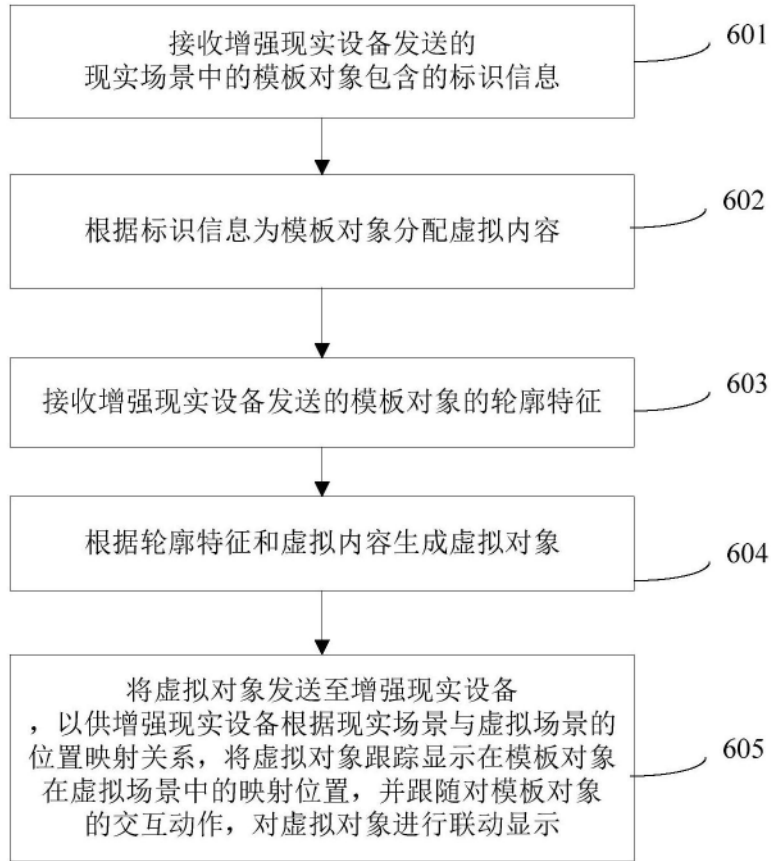 接收增强现实设备发送的
现实场景中的模板对象包含的标识信息
601
根据标识信息为模板对象分配虚拟内容
602
接收增强现实设备发送的模板对象的轮廓特征
603
根据轮廓特征和虚拟内容生成虚拟对象
604
将虚拟对象发送至增强现实设备
，以供增强现实设备根据现实场景与虚拟场景的
位置映射关系，将虚拟对象跟踪显示在模板对象
在虚拟场景中的映射位置，并跟随对模板对象
的交互动作，对虚拟对象进行联动显示
605